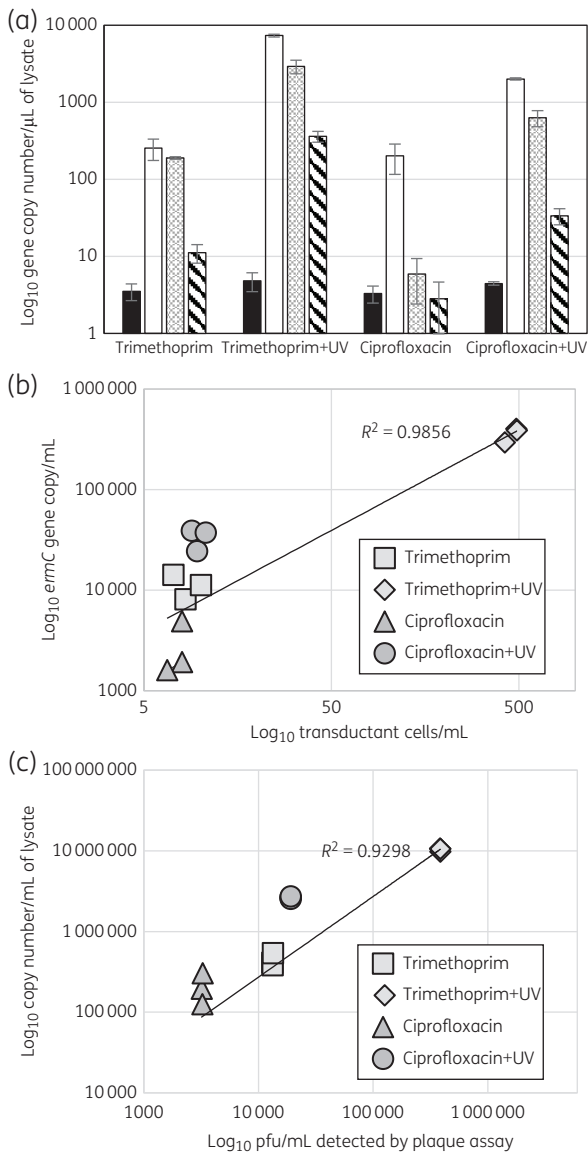 (a)
Log₁₀ gene copy number/μL of lysate
10 000
1000
100
10
1
Trimethoprim
Trimethoprim+UV
Ciprofloxacin
Ciprofloxacin+UV
(b)
Log₁₀ ermC gene copy/mL
1 000 000
100 000
10 000
1000
R² = 0.9856
Trimethoprim
Trimethoprim+UV
Ciprofloxacin
Ciprofloxacin+UV
5
50
500
Log₁₀ transductant cells/mL
(c)
Log₁₀ copy number/mL of lysate
100 000 000
10 000 000
1 000 000
100 000
10 000
R² = 0.9298
Trimethoprim
Trimethoprim+UV
Ciprofloxacin
Ciprofloxacin+UV
1000
10 000
100 000
1 000 000
Log₁₀ pfu/mL detected by plaque assay